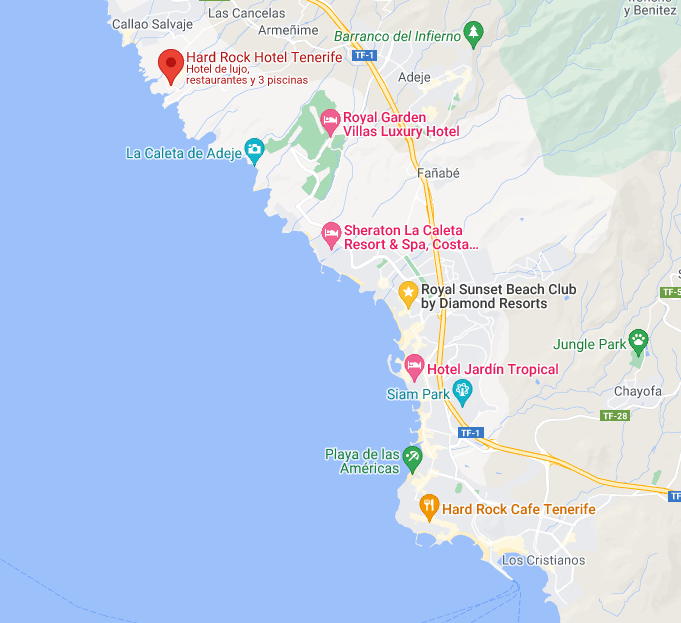 y Benitez
Las Cancelas
Callao Salvaje
Armeñime
Barranco del Infierno
TF-1
Hard Rock Hotel Tenerife
Hotel de lujo,
restaurantes y 3 piscinas
Adeje
Royal Garden
Villas Luxury Hotel
La Caleta de Adeje
Fañabé
Sheraton La Caleta
Resort & Spa, Costa...
Royal Sunset Beach Club
by Diamond Resorts
Jungle Park
Hotel Jardín Tropical
Siam Park
Chayofa
TF-28
TF-1
Playa de las
Américas
Hard Rock Cafe Tenerife
Los Cristianos